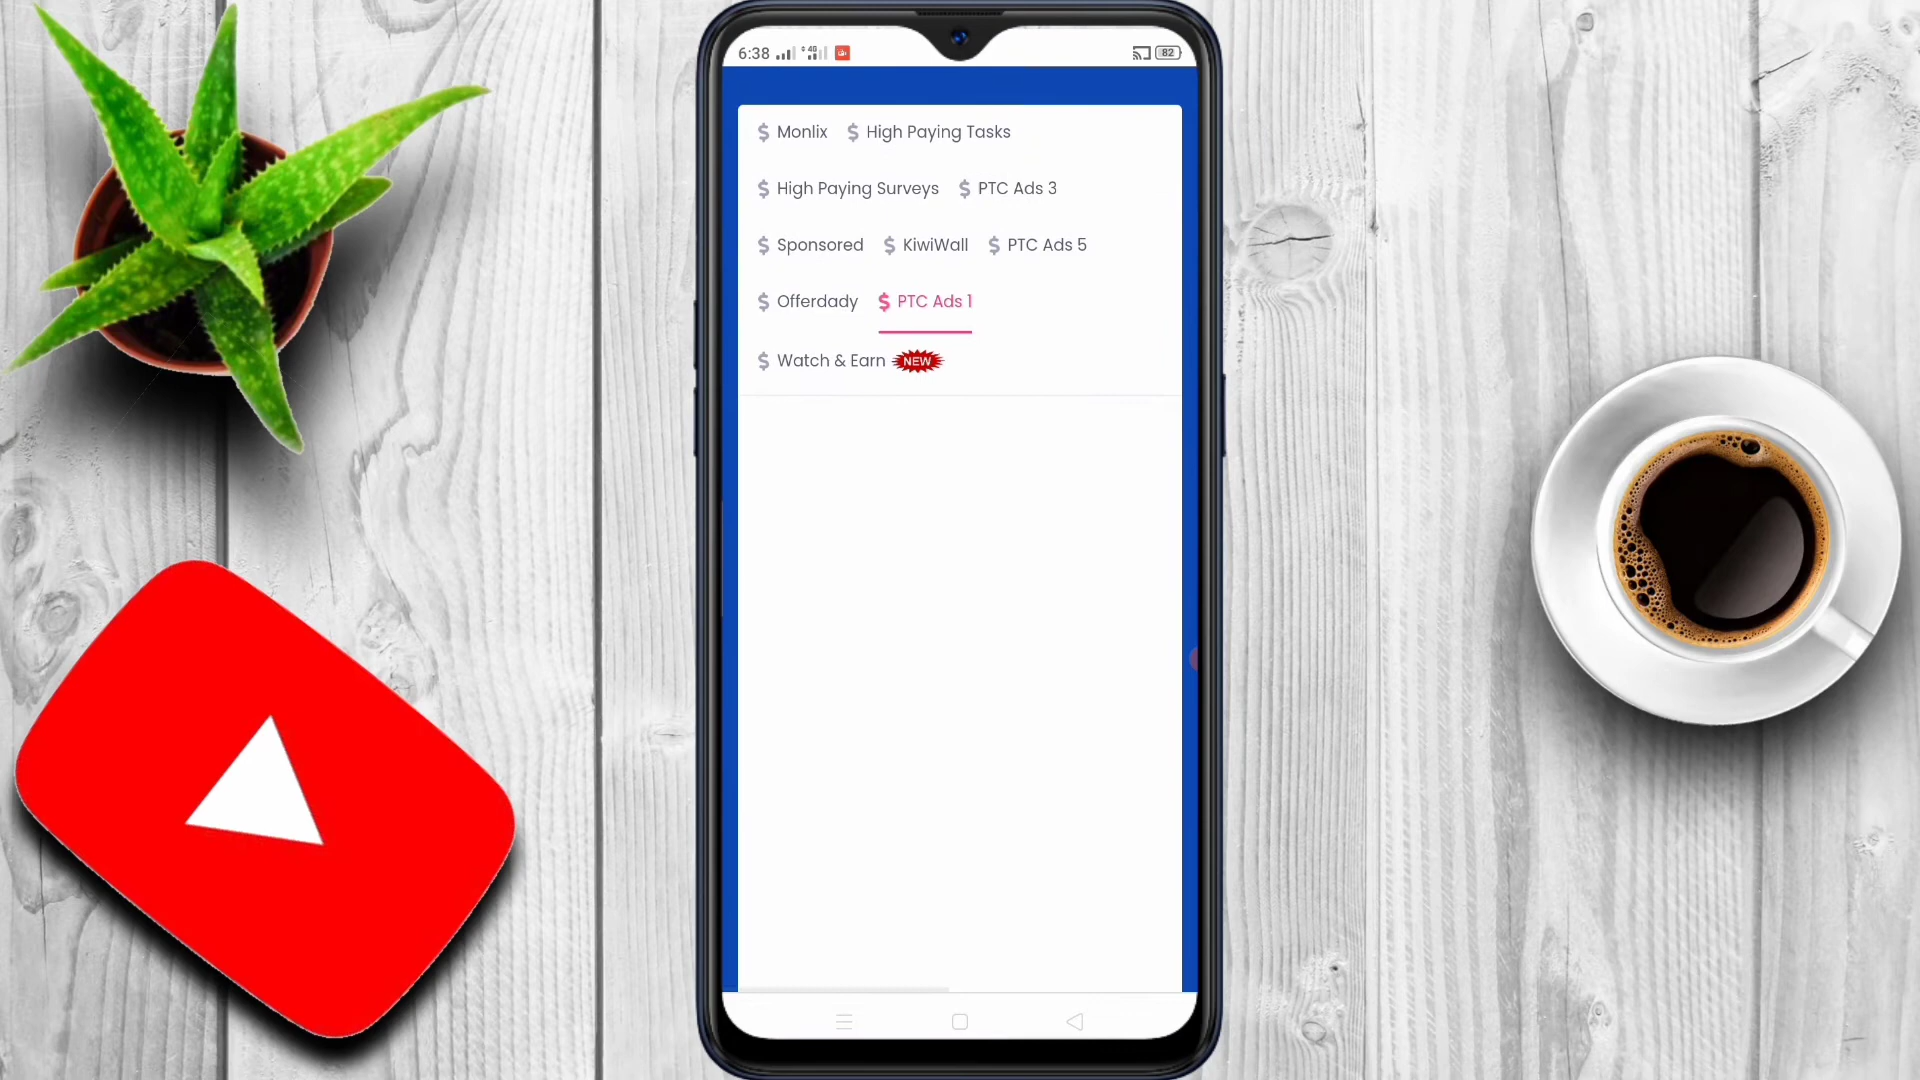 6:38 4G 82
$ Monlix $ High Paying Tasks
$ High Paying Surveys $ PTC Ads 3
$ Sponsored $ KiwiWall $ PTC Ads 5
$ Offerdady $ PTC Ads 1
$ Watch & Earn NEW